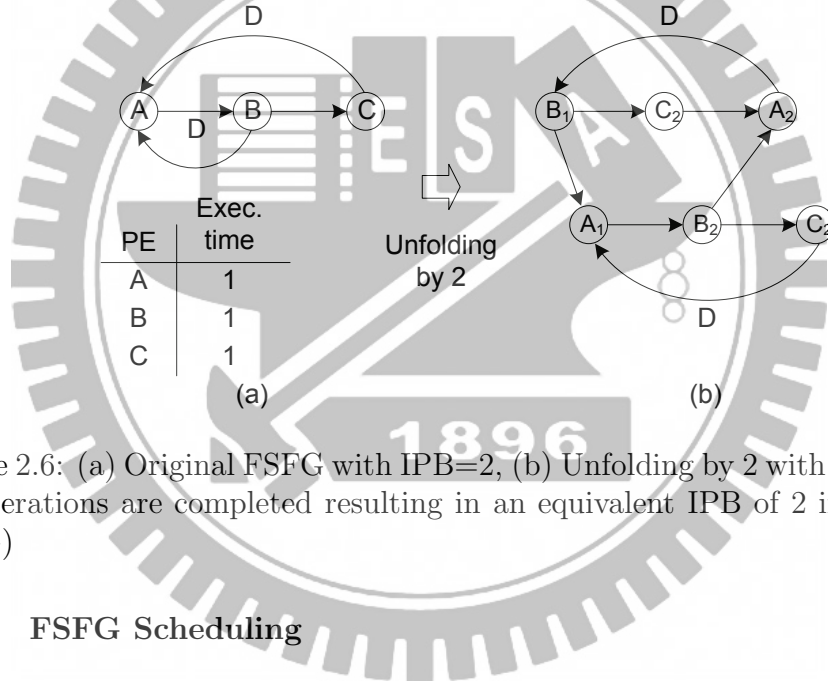 D
D
A
B
C
D
B1
C2
A2
E S A
A1
B2
C2
D
Unfolding
by 2
PE
Exec.
time
A 1
B 1
C 1
(a)
(b)
1896
e 2.6: (a) Original FSFG with IPB=2, (b) Unfolding by 2 with
erations are completed resulting in an equivalent IPB of 2 i
)
FSFG Scheduling